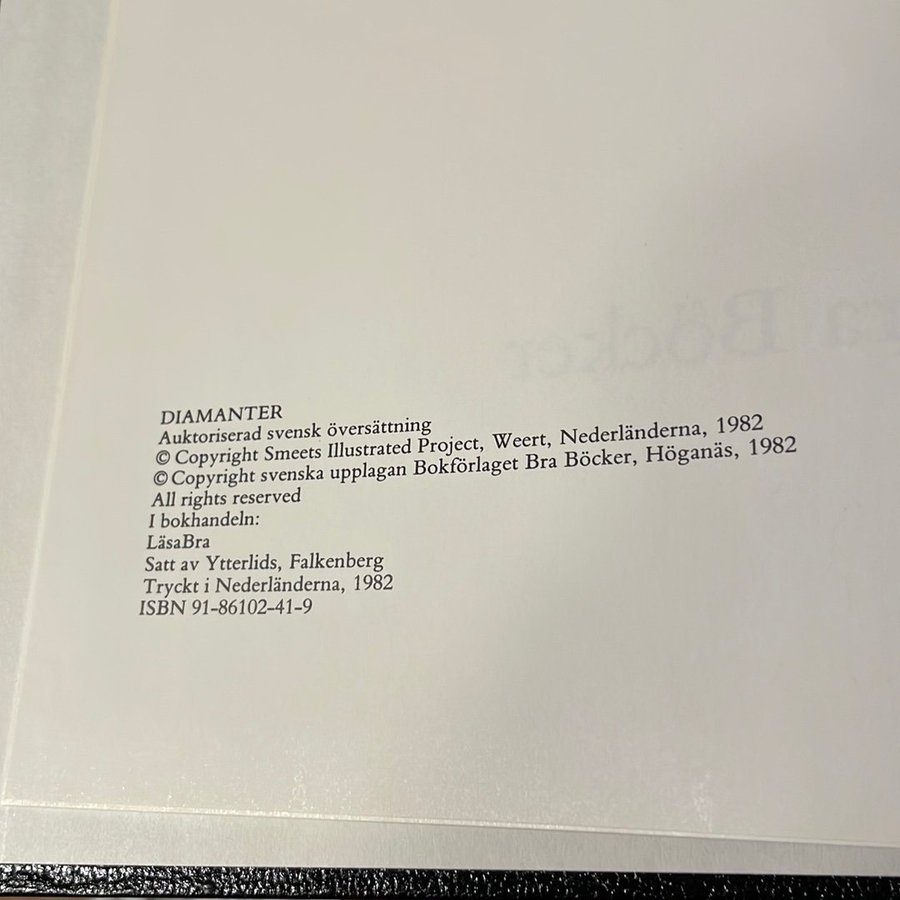 DIAMANTER
Auktoriserad svensk översättning
© Copyright Smeets Illustrated Project, Weert, Nederländerna, 1982
© Copyright svenska upplagan Bokförlaget Bra Böcker, Höganäs, 1982
All rights reserved
I bokhandeln:
LäsaBra
Satt av Ytterlids, Falkenberg
Tryckt i Nederländerna, 1982
ISBN 91-86102-41-9